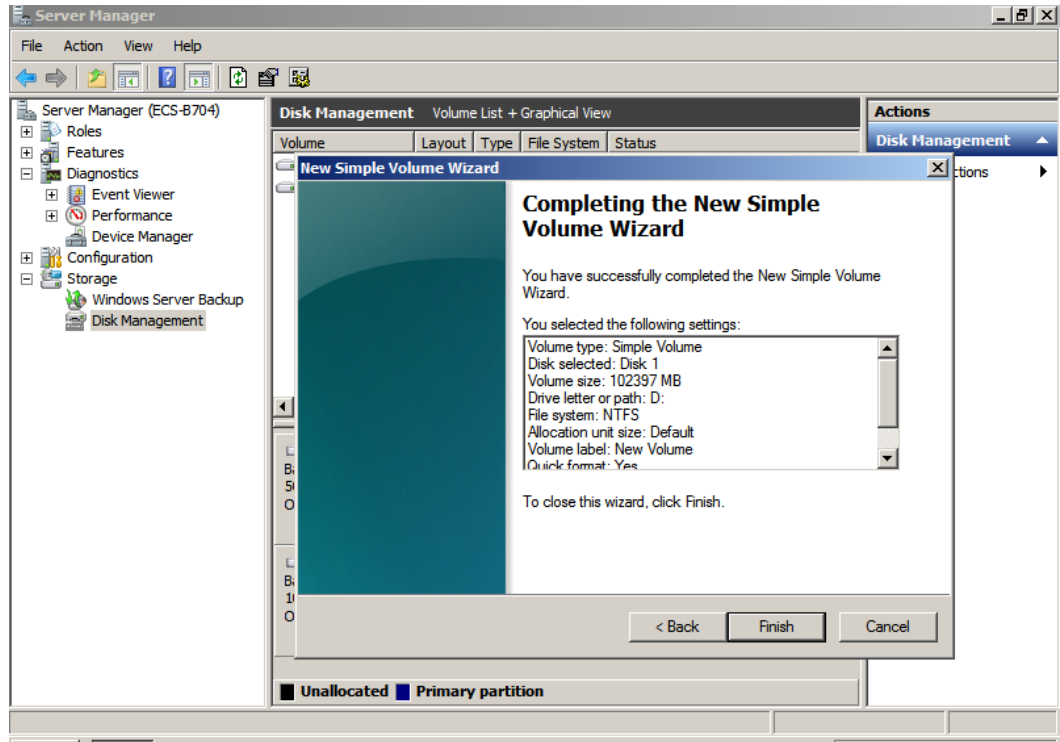 Server Manager
File Action View Help
Server Manager (ECS-B704)
Roles
Features
Diagnostics
Event Viewer
Performance
Device Manager
Configuration
Storage
Windows Server Backup
Disk Management
Disk Management Volume List + Graphical View
Volume Layout Type File System Status
New Simple Volume Wizard
Completing the New Simple
Volume Wizard
You have successfully completed the New Simple Volume
Wizard.
You selected the following settings:
Volume type: Simple Volume
Disk selected: Disk 1
Volume size: 102397 MB
Drive letter or path: D:
File system: NTFS
Allocation unit size: Default
Volume label: New Volume
Quick format: Yes
To close this wizard, click Finish.
< Back Finish Cancel
Unallocated Primary partition
Actions
Disk Management